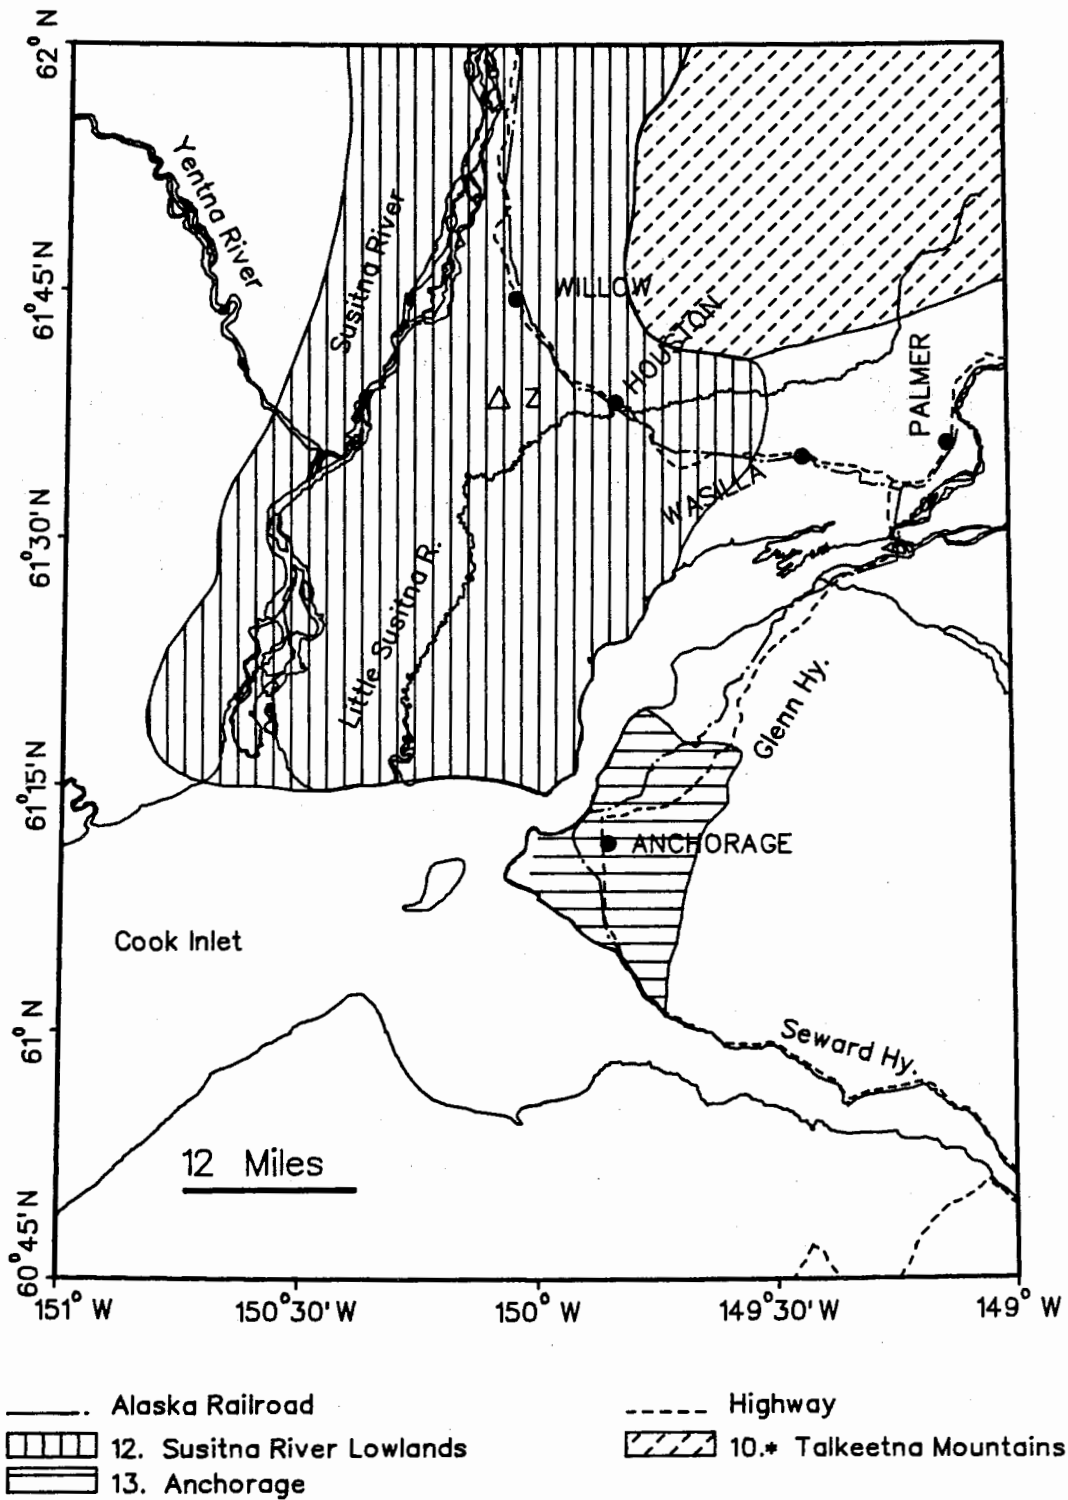 62° N
Yentna River
Susitna River
61°45'N
WILLOW
HOUSTON
PALMER
Z
WASILLA
61°30'N
Little Susitna R.
Glenn Hy.
61°15'N
ANCHORAGE
Cook Inlet
61° N
Seward Hy.
12 Miles
60°45'N
151° W
150°30' W
150° W
149°30' W
149° W
Alaska Railroad
Highway
12. Susitna River Lowlands
10.* Talkeetna Mountains
13. Anchorage